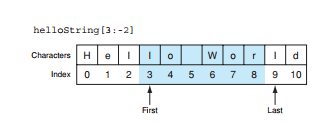 helloString[3:-2]
Characters H e l l o W o r l d
Index 0 1 2 3 4 5 6 7 8 9 10
First Last